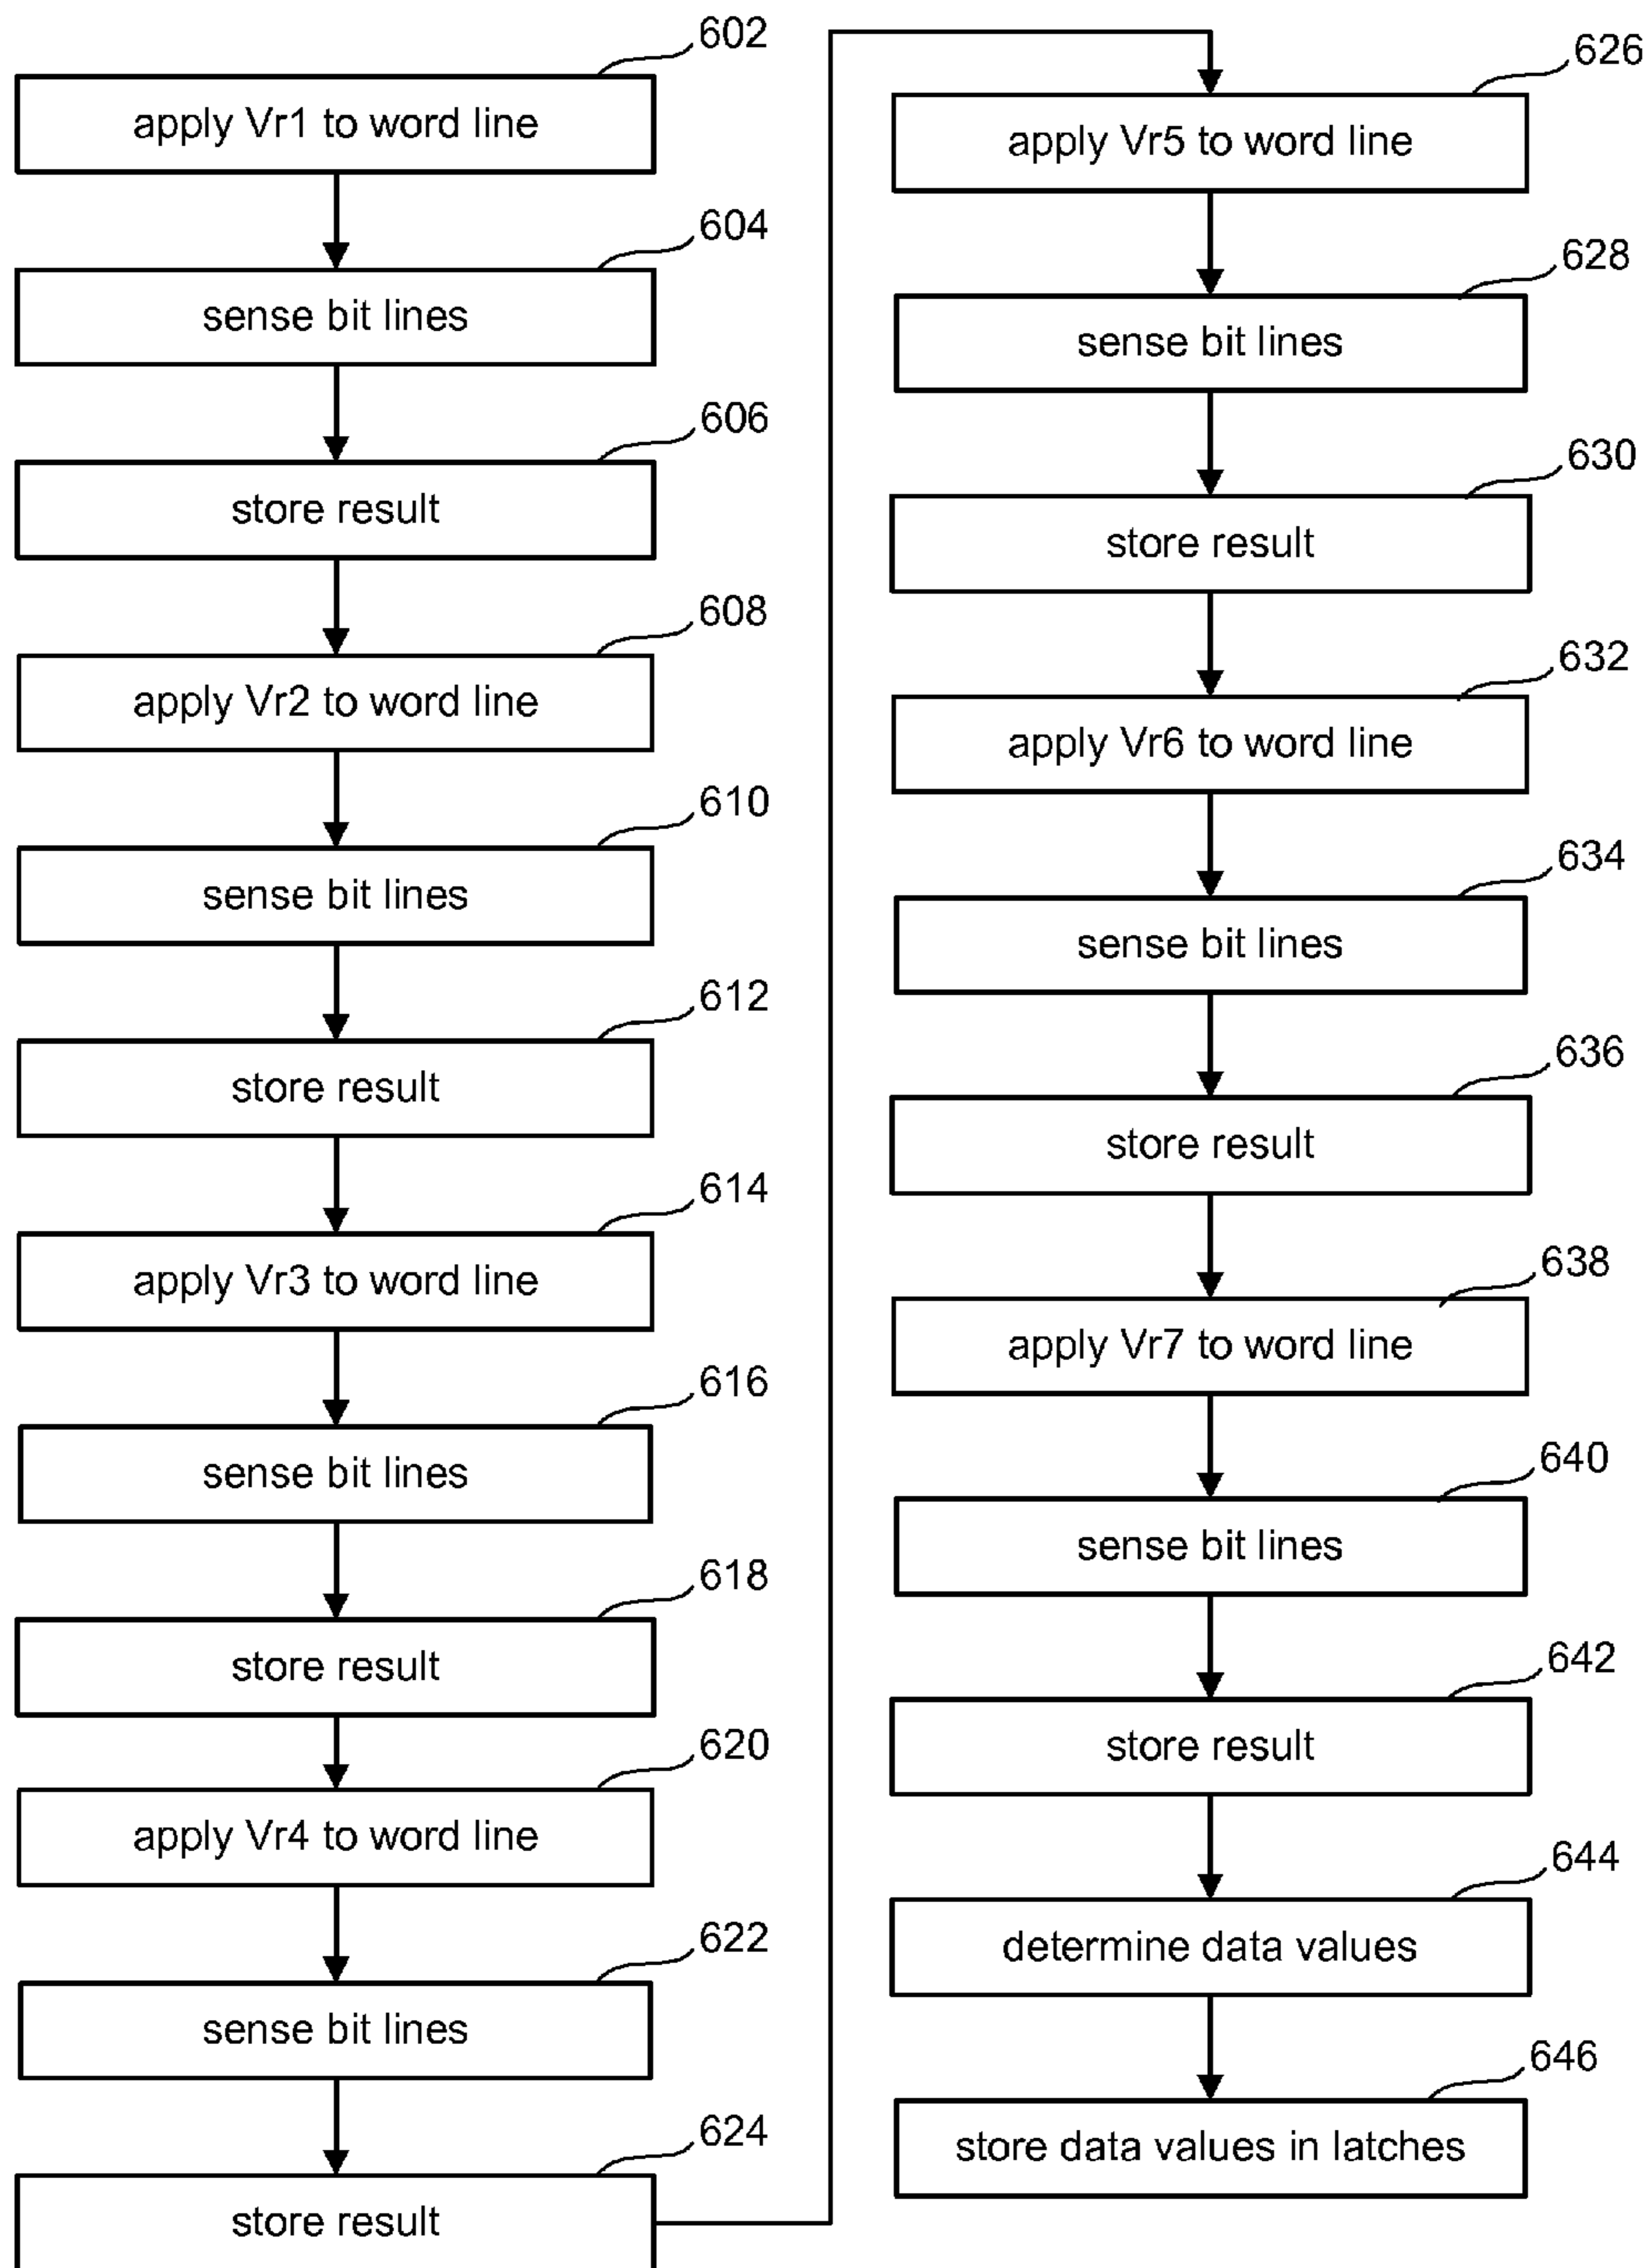 602
apply Vr1 to word line
604
sense bit lines
606
store result
608
apply Vr2 to word line
610
sense bit lines
612
store result
614
apply Vr3 to word line
616
sense bit lines
618
store result
620
apply Vr4 to word line
622
sense bit lines
624
store result
626
apply Vr5 to word line
628
sense bit lines
630
store result
632
apply Vr6 to word line
634
sense bit lines
636
store result
638
apply Vr7 to word line
640
sense bit lines
642
store result
644
determine data values
646
store data values in latches